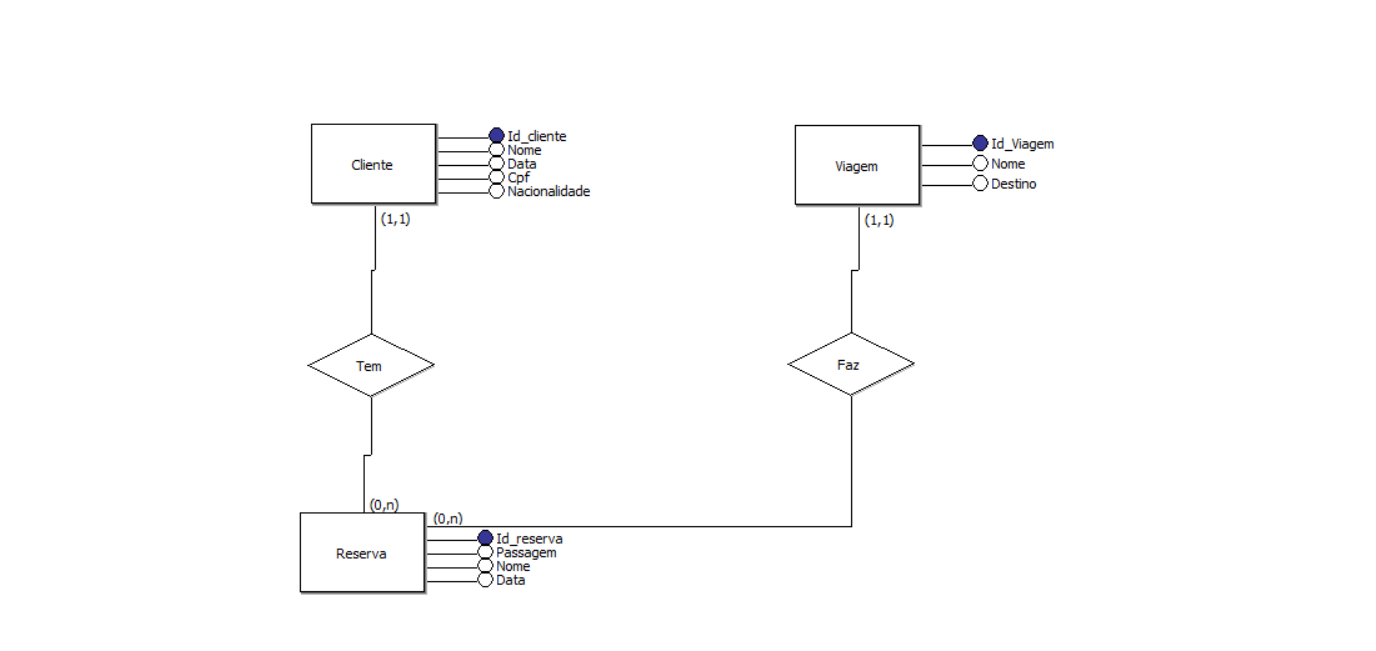 Cliente
Id_cliente
Nome
Data
Cpf
Nacionalidade
(1,1)
Viagem
Id_Viagem
Nome
Destino
(1,1)
Tem
Faz
(0,n)
(0,n)
Reserva
Id_reserva
Passagem
Nome
Data